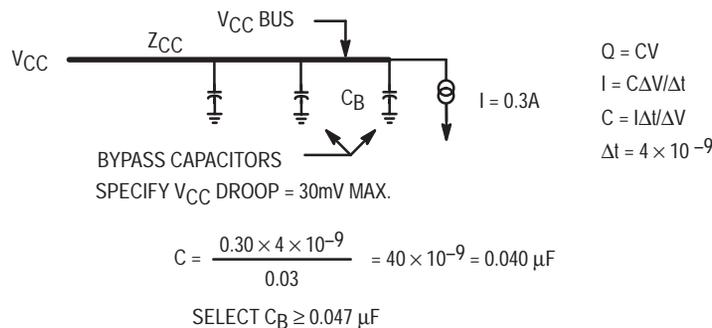 VCC BUS
ZCC
VCC
CB
I = 0.3A
BYPASS CAPACITORS
SPECIFY VCC DROOP = 30mV MAX.
Q = CV
I = CΔV/Δt
C = IΔt/ΔV
Δt = 4 × 10 –9
C = 0.30 × 4 × 10–9 / 0.03 = 40 × 10–9 = 0.040 μF
SELECT CB ≥ 0.047 μF